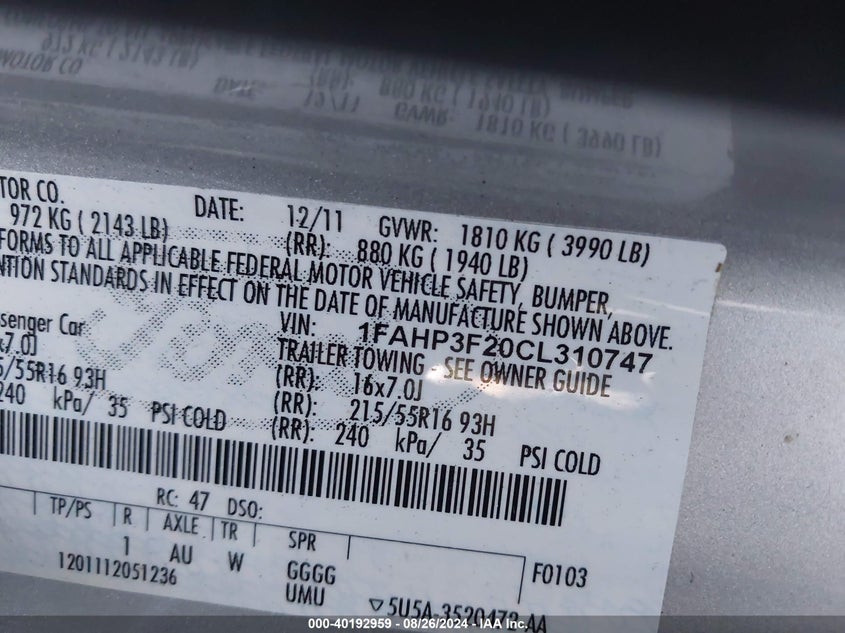 TOR CO. DATE: 12/11 GVWR: 1810 KG ( 3990 LB)
972 KG ( 2143 LB) (RR): 880 KG ( 1940 LB)
FORMS TO ALL APPLICABLE FEDERAL MOTOR VEHICLE SAFETY, BUMPER,
NTION STANDARDS IN EFFECT ON THE DATE OF MANUFACTURE SHOWN ABOVE.
VIN: 1FAHP3F20CL310747
senger Car TRAILER TOWING - SEE OWNER GUIDE
x7.0J (RR): 16x7.0J
5/55R16 93H (RR): 215/55R16 93H
240 kPa/ 35 PSI COLD (RR): 240 kPa/ 35 PSI COLD
RC: 47 DSO:
TP/PS R AXLE TR SPR
1 AU W GGGG F0103
1201112051236 UMU ▽5U5A-3520472-AA
000-40192959 - 08/26/2024 - IAA Inc.